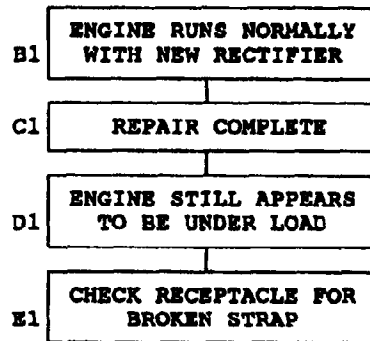 ENGINE RUNS NORMALLY
B1 WITH NEW RECTIFIER
C1 REPAIR COMPLETE
ENGINE STILL APPEARS
D1 TO BE UNDER LOAD
CHECK RECEPTACLE FOR
E1 BROKEN STRAP